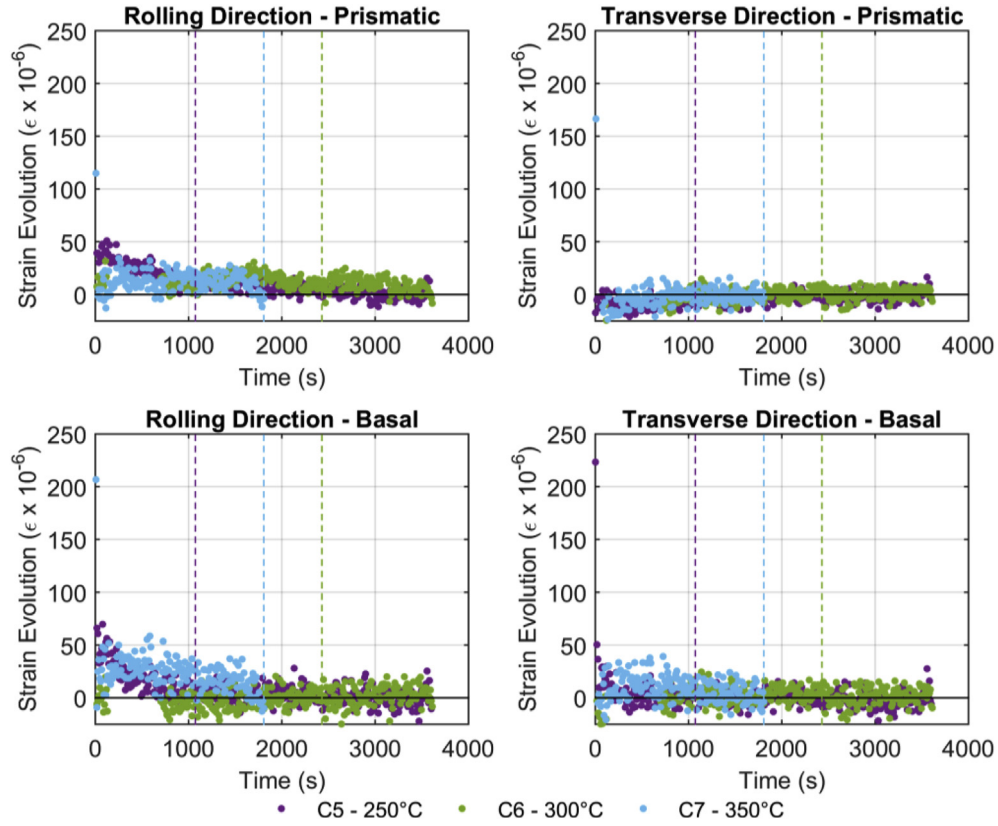 Rolling Direction - Prismatic
Strain Evolution (ϵ x 10⁻⁶)
250
200
150
100
50
0
0 1000 2000 3000 4000
Time (s)
Transverse Direction - Prismatic
Strain Evolution (ϵ x 10⁻⁶)
250
200
150
100
50
0
0 1000 2000 3000 4000
Time (s)
Rolling Direction - Basal
Strain Evolution (ϵ x 10⁻⁶)
250
200
150
100
50
0
0 1000 2000 3000 4000
Time (s)
Transverse Direction - Basal
Strain Evolution (ϵ x 10⁻⁶)
250
200
150
100
50
0
0 1000 2000 3000 4000
Time (s)
C5 - 250°C C6 - 300°C C7 - 350°C